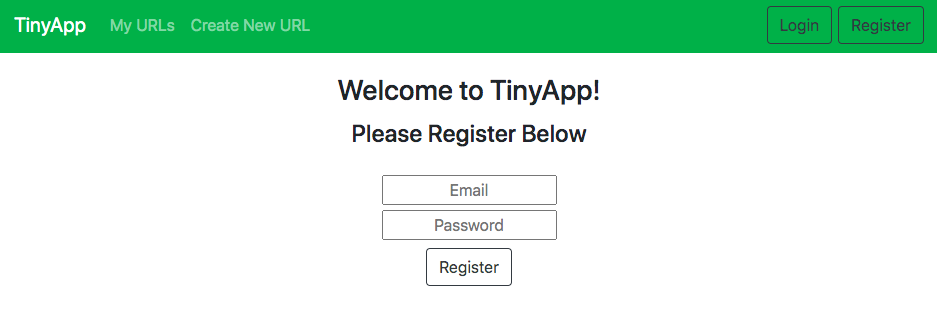 TinyApp My URLs Create New URL Login Register
Welcome to TinyApp!
Please Register Below
Email
Password
Register